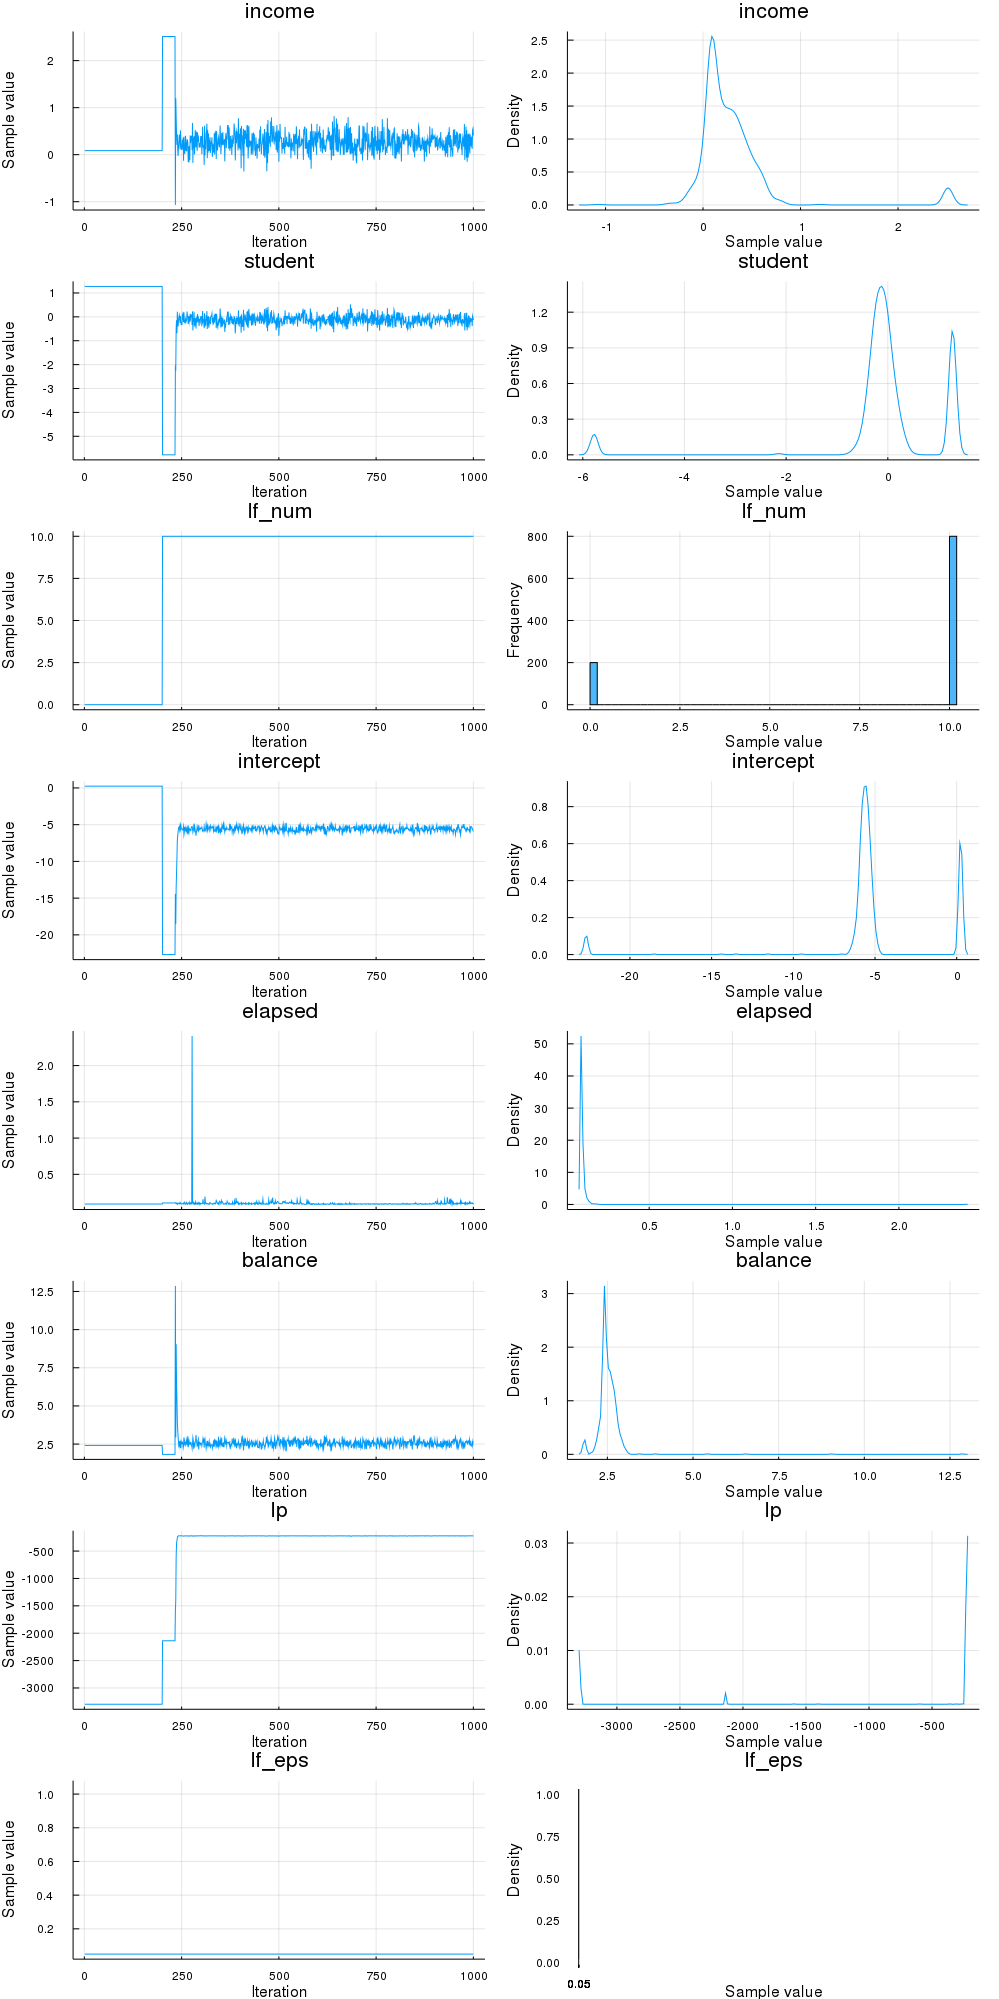 income income
Sample value
2
1
0
-1
0 250 500 750 1000
Iteration
Density
2.5
2.0
1.5
1.0
0.5
0.0
-1 0 1 2
Sample value
student student
Sample value
1
0
-1
-2
-3
-4
-5
0 250 500 750 1000
Iteration
Density
1.2
0.9
0.6
0.3
0.0
-6 -4 -2 0
Sample value
lf_num lf_num
Sample value
10.0
7.5
5.0
2.5
0.0
0 250 500 750 1000
Iteration
Frequency
800
600
400
200
0
0.0 2.5 5.0 7.5 10.0
Sample value
intercept intercept
Sample value
0
-5
-10
-15
-20
0 250 500 750 1000
Iteration
Density
0.8
0.6
0.4
0.2
0.0
-20 -15 -10 -5 0
Sample value
elapsed elapsed
Sample value
2.0
1.5
1.0
0.5
0 250 500 750 1000
Iteration
Density
50
40
30
20
10
0
0.5 1.0 1.5 2.0
Sample value
balance balance
Sample value
12.5
10.0
7.5
5.0
2.5
0 250 500 750 1000
Iteration
Density
3
2
1
0
2.5 5.0 7.5 10.0 12.5
Sample value
lp lp
Sample value
-500
-1000
-1500
-2000
-2500
-3000
0 250 500 750 1000
Iteration
Density
0.03
0.02
0.01
0.00
-3000 -2500 -2000 -1500 -1000 -500
Sample value
lf_eps lf_eps
Sample value
1.0
0.8
0.6
0.4
0.2
0 250 500 750 1000
Iteration
Density
1.00
0.75
0.50
0.25
0.00
0.05
Sample value